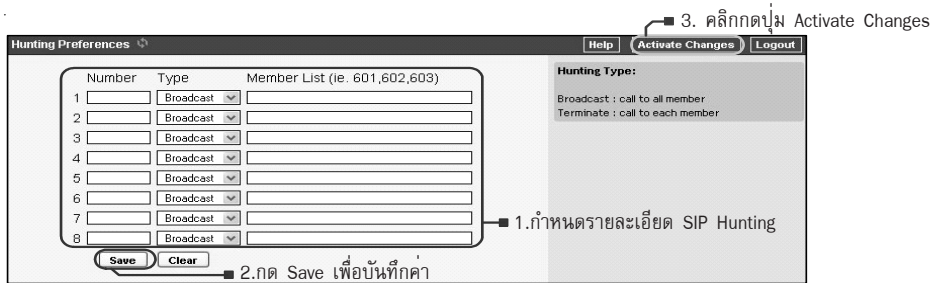 3. คลิกกดปุ่ม Activate Changes
Hunting Preferences Help Activate Changes Logout
Number Type Member List (ie. 601,602,603)
1 Broadcast
2 Broadcast
3 Broadcast
4 Broadcast
5 Broadcast
6 Broadcast
7 Broadcast
8 Broadcast
Save Clear
Hunting Type:
Broadcast : call to all member
Terminate : call to each member
1.กำหนดรายละเอียด SIP Hunting
2.กด Save เพื่อบันทึกค่า